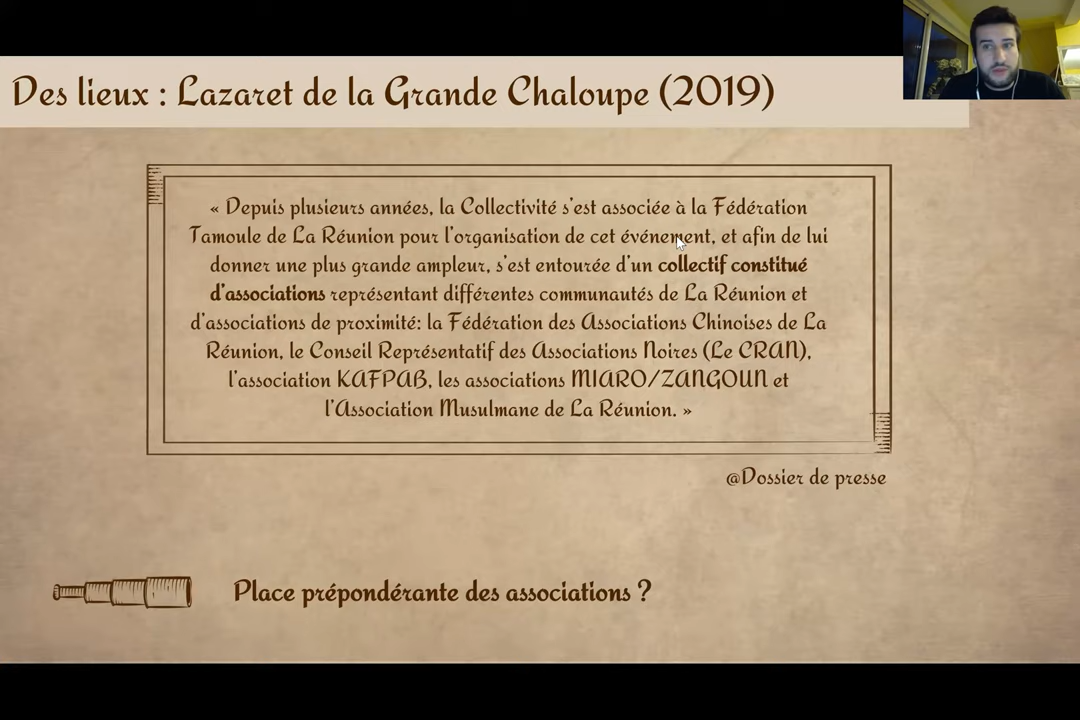 Des lieux : Lazaret de la Grande Chaloupe (2019)
« Depuis plusieurs années, la Collectivité s'est associée à la Fédération
Tamoule de La Réunion pour l'organisation de cet événement, et afin de lui
donner une plus grande ampleur, s'est entourée d'un collectif constitué
d'associations représentant différentes communautés de La Réunion et
d'associations de proximité: la Fédération des Associations Chinoises de La
Réunion, le Conseil Représentatif des Associations Noires (Le CRAN),
l'association KAFPAB, les associations MIARO/ZANGOUN et
l'Association Musulmane de La Réunion. »
@Dossier de presse
Place prépondérante des associations ?